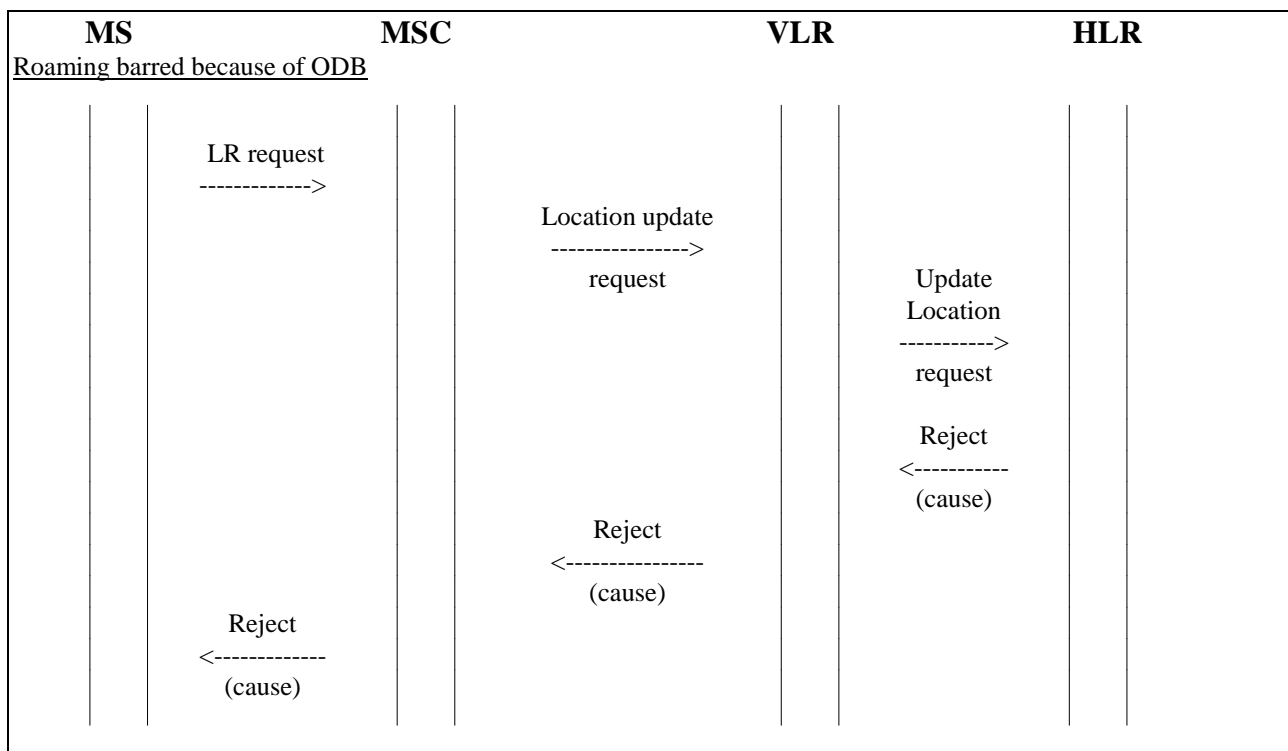 MS MSC VLR HLR
Roaming barred because of ODB
LR request
------------->
Location update
---------------->
request
Update
Location
----------->
request
Reject
<-----------
(cause)
Reject
<----------------
(cause)
Reject
<-------------
(cause)